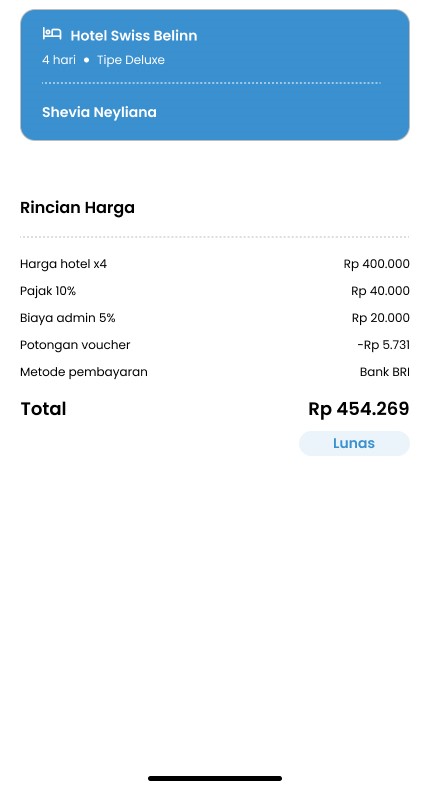 Hotel Swiss Belinn
4 hari • Tipe Deluxe
Shevia Neyliana
Rincian Harga
Harga hotel x4 Rp 400.000
Pajak 10% Rp 40.000
Biaya admin 5% Rp 20.000
Potongan voucher -Rp 5.731
Metode pembayaran Bank BRI
Total Rp 454.269
Lunas